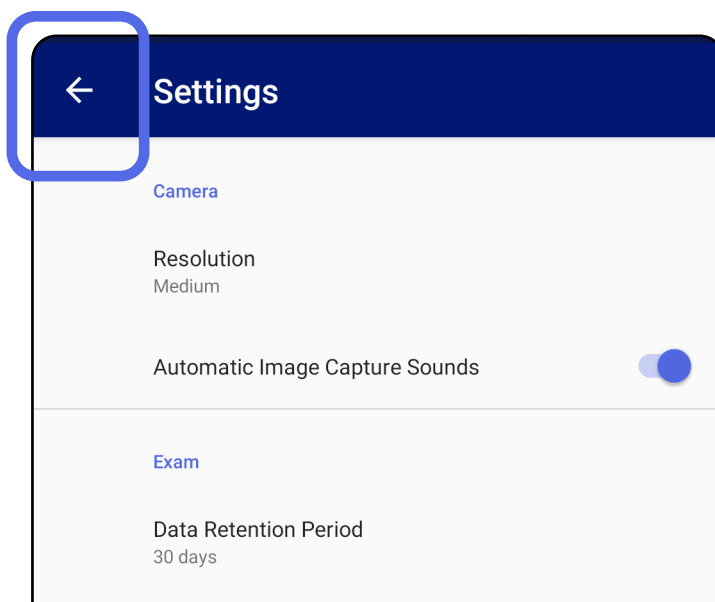 Settings
Camera
Resolution
Medium
Automatic Image Capture Sounds
Exam
Data Retention Period
30 days